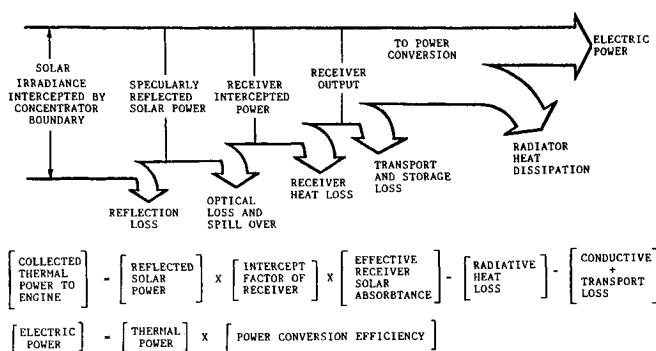 ELECTRIC
POWER
TO POWER
CONVERSION
SOLAR
IRRADIANCE
INTERCEPTED BY
CONCENTRATOR
BOUNDARY
SPECULARLY
REFLECTED
SOLAR POWER
RECEIVER
INTERCEPTED
POWER
RECEIVER
OUTPUT
REFLECTION
LOSS
OPTICAL
LOSS AND
SPILL OVER
RECEIVER
HEAT LOSS
TRANSPORT
AND STORAGE
LOSS
RADIATOR
HEAT
DISSIPATION
[COLLECTED THERMAL POWER TO ENGINE] = [REFLECTED SOLAR POWER] X [INTERCEPT FACTOR OF RECEIVER] X [EFFECTIVE RECEIVER SOLAR ABSORBTANCE] - [RADIATIVE HEAT LOSS] - [CONDUCTIVE + TRANSPORT LOSS]
[ELECTRIC POWER] = [THERMAL POWER] X [POWER CONVERSION EFFICIENCY]